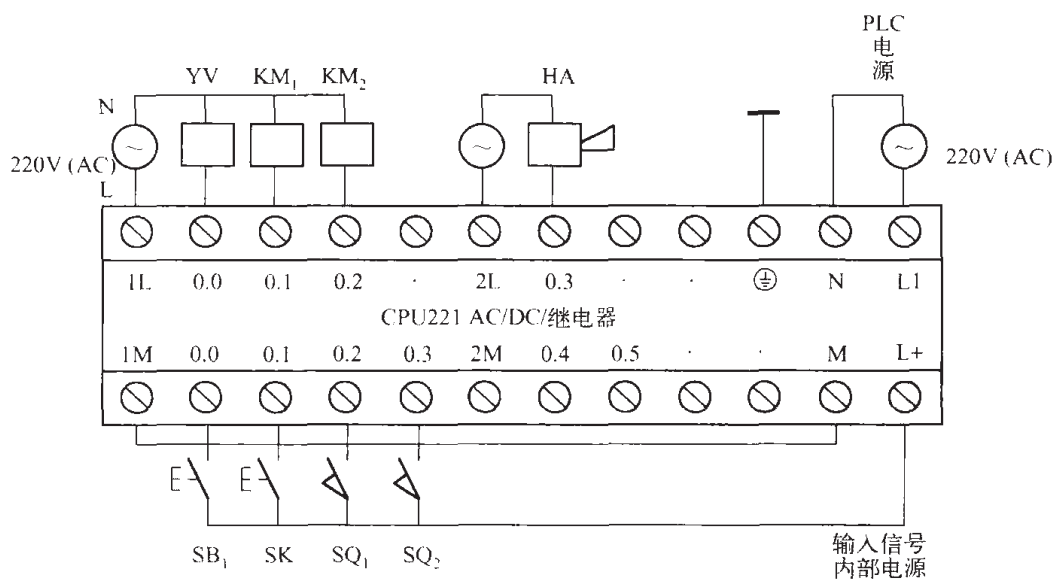 PLC
电
源
YV KM₁ KM₂ HA
N
220V (AC) 220V (AC)
L
1L 0.0 0.1 0.2 · 2L 0.3 · · N L1
CPU221 AC/DC/继电器
1M 0.0 0.1 0.2 0.3 2M 0.4 0.5 · · M L+
SB₁ SK SQ₁ SQ₂
输入信号
内部电源